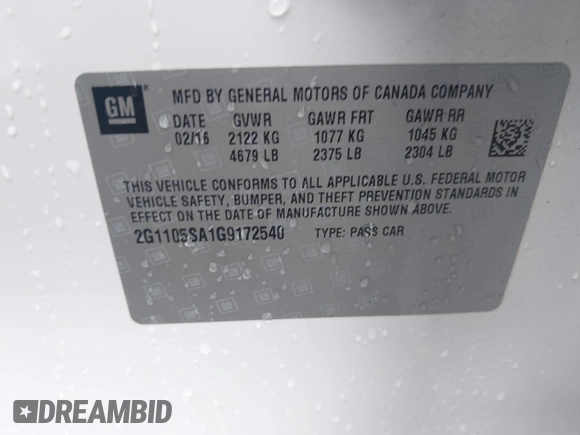 GM
MFD BY GENERAL MOTORS OF CANADA COMPANY
DATE GVWR GAWR FRT GAWR RR
02/16 2122 KG 1077 KG 1045 KG
4679 LB 2375 LB 2304 LB
THIS VEHICLE CONFORMS TO ALL APPLICABLE U.S. FEDERAL MOTOR
VEHICLE SAFETY, BUMPER, AND THEFT PREVENTION STANDARDS IN
EFFECT ON THE DATE OF MANUFACTURE SHOWN ABOVE.
2G1105SA1G9172540 TYPE: PASS CAR
DREAMBID